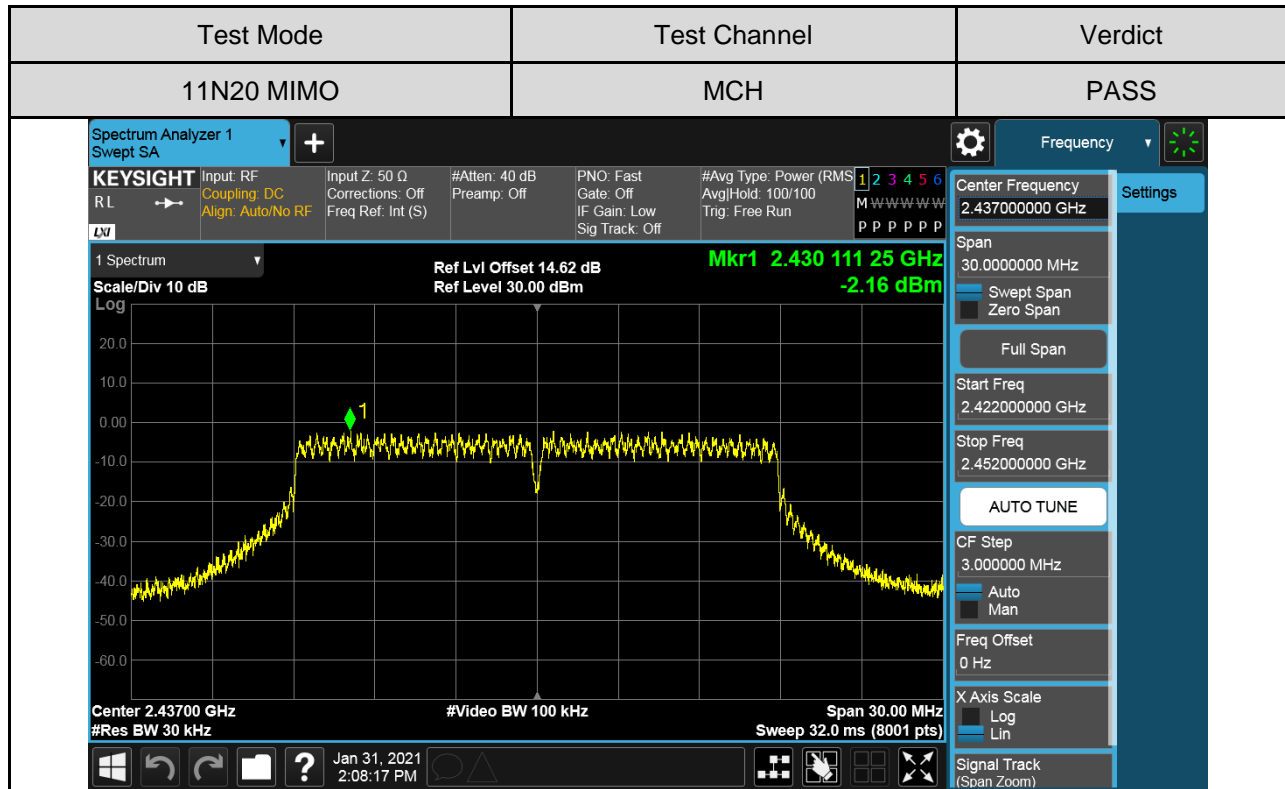 Test Mode Test Channel Verdict
11N20 MIMO MCH PASS
Spectrum Analyzer 1
Swept SA
+
Frequency
KEYSIGHT
R L
LXI
Input: RF
Coupling: DC
Align: Auto/No RF
Input Z: 50 Ω
Corrections: Off
Freq Ref: Int (S)
#Atten: 40 dB
Preamp: Off
PNO: Fast
Gate: Off
IF Gain: Low
Sig Track: Off
#Avg Type: Power (RMS
Avg|Hold: 100/100
Trig: Free Run
1 2 3 4 5 6
M W W W W W
P P P P P P
Center Frequency
2.437000000 GHz
Settings
Span
30.0000000 MHz
Swept Span
Zero Span
Full Span
Start Freq
2.422000000 GHz
Stop Freq
2.452000000 GHz
AUTO TUNE
CF Step
3.000000 MHz
Auto
Man
Freq Offset
0 Hz
X Axis Scale
Log
Lin
Signal Track
(Span Zoom)
1 Spectrum
Scale/Div 10 dB
Log
Ref Lvl Offset 14.62 dB
Ref Level 30.00 dBm
Mkr1 2.430 111 25 GHz
-2.16 dBm
20.0
10.0
0.00
-10.0
-20.0
-30.0
-40.0
-50.0
-60.0
1
Center 2.43700 GHz
#Res BW 30 kHz
#Video BW 100 kHz
Span 30.00 MHz
Sweep 32.0 ms (8001 pts)
?
Jan 31, 2021
2:08:17 PM